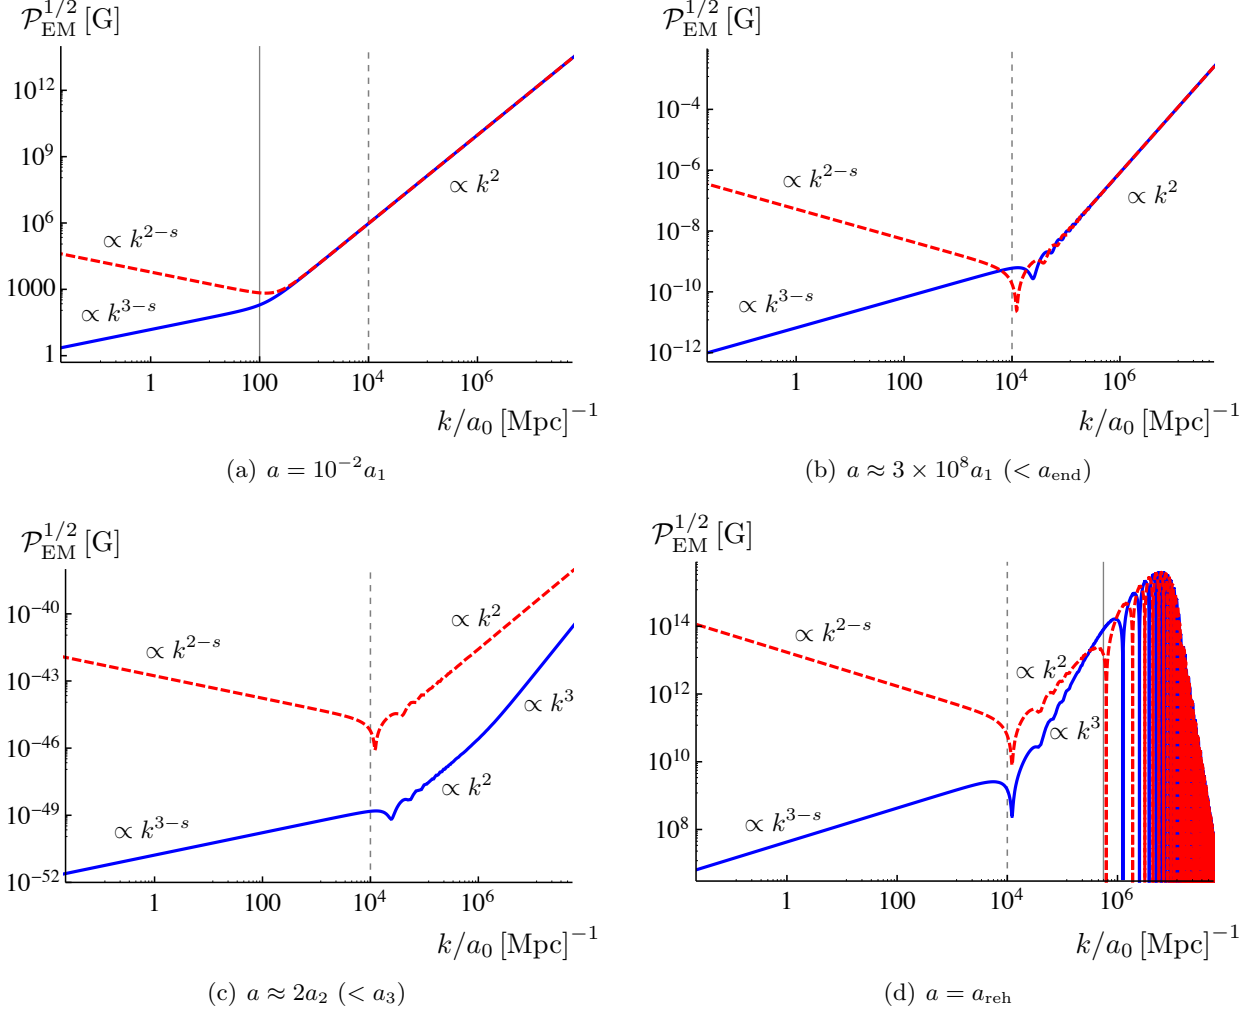 𝒫_EM^{1/2} [G]
10^12
10^9
10^6
1000
1
∝ k^{2−s}
∝ k^{3−s}
∝ k^2
1
100
10^4
10^6
k/a_0 [Mpc]^{−1}
(a) a = 10^{−2}a_1
𝒫_EM^{1/2} [G]
10^{−4}
10^{−6}
10^{−8}
10^{−10}
10^{−12}
∝ k^{2−s}
∝ k^{3−s}
∝ k^2
1
100
10^4
10^6
k/a_0 [Mpc]^{−1}
(b) a ≈ 3 × 10^8 a_1 (< a_end)
𝒫_EM^{1/2} [G]
10^{−40}
10^{−43}
10^{−46}
10^{−49}
10^{−52}
∝ k^{2−s}
∝ k^2
∝ k^3
∝ k^2
∝ k^{3−s}
1
100
10^4
10^6
k/a_0 [Mpc]^{−1}
(c) a ≈ 2a_2 (< a_3)
𝒫_EM^{1/2} [G]
10^14
10^12
10^10
10^8
∝ k^{2−s}
∝ k^2
∝ k^3
∝ k^{3−s}
1
100
10^4
10^6
k/a_0 [Mpc]^{−1}
(d) a = a_reh